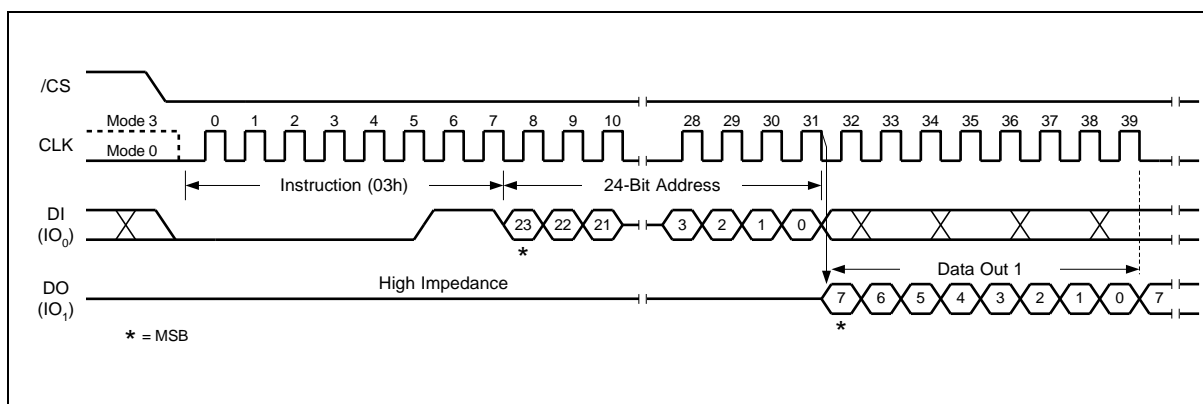 /CS
Mode 3
0 1 2 3 4 5 6 7 8 9 10 28 29 30 31 32 33 34 35 36 37 38 39
CLK
Mode 0
Instruction (03h)
24-Bit Address
DI
(IO0)
23 22 21 3 2 1 0
*
Data Out 1
DO
(IO1)
High Impedance
7 6 5 4 3 2 1 0 7
*
* = MSB